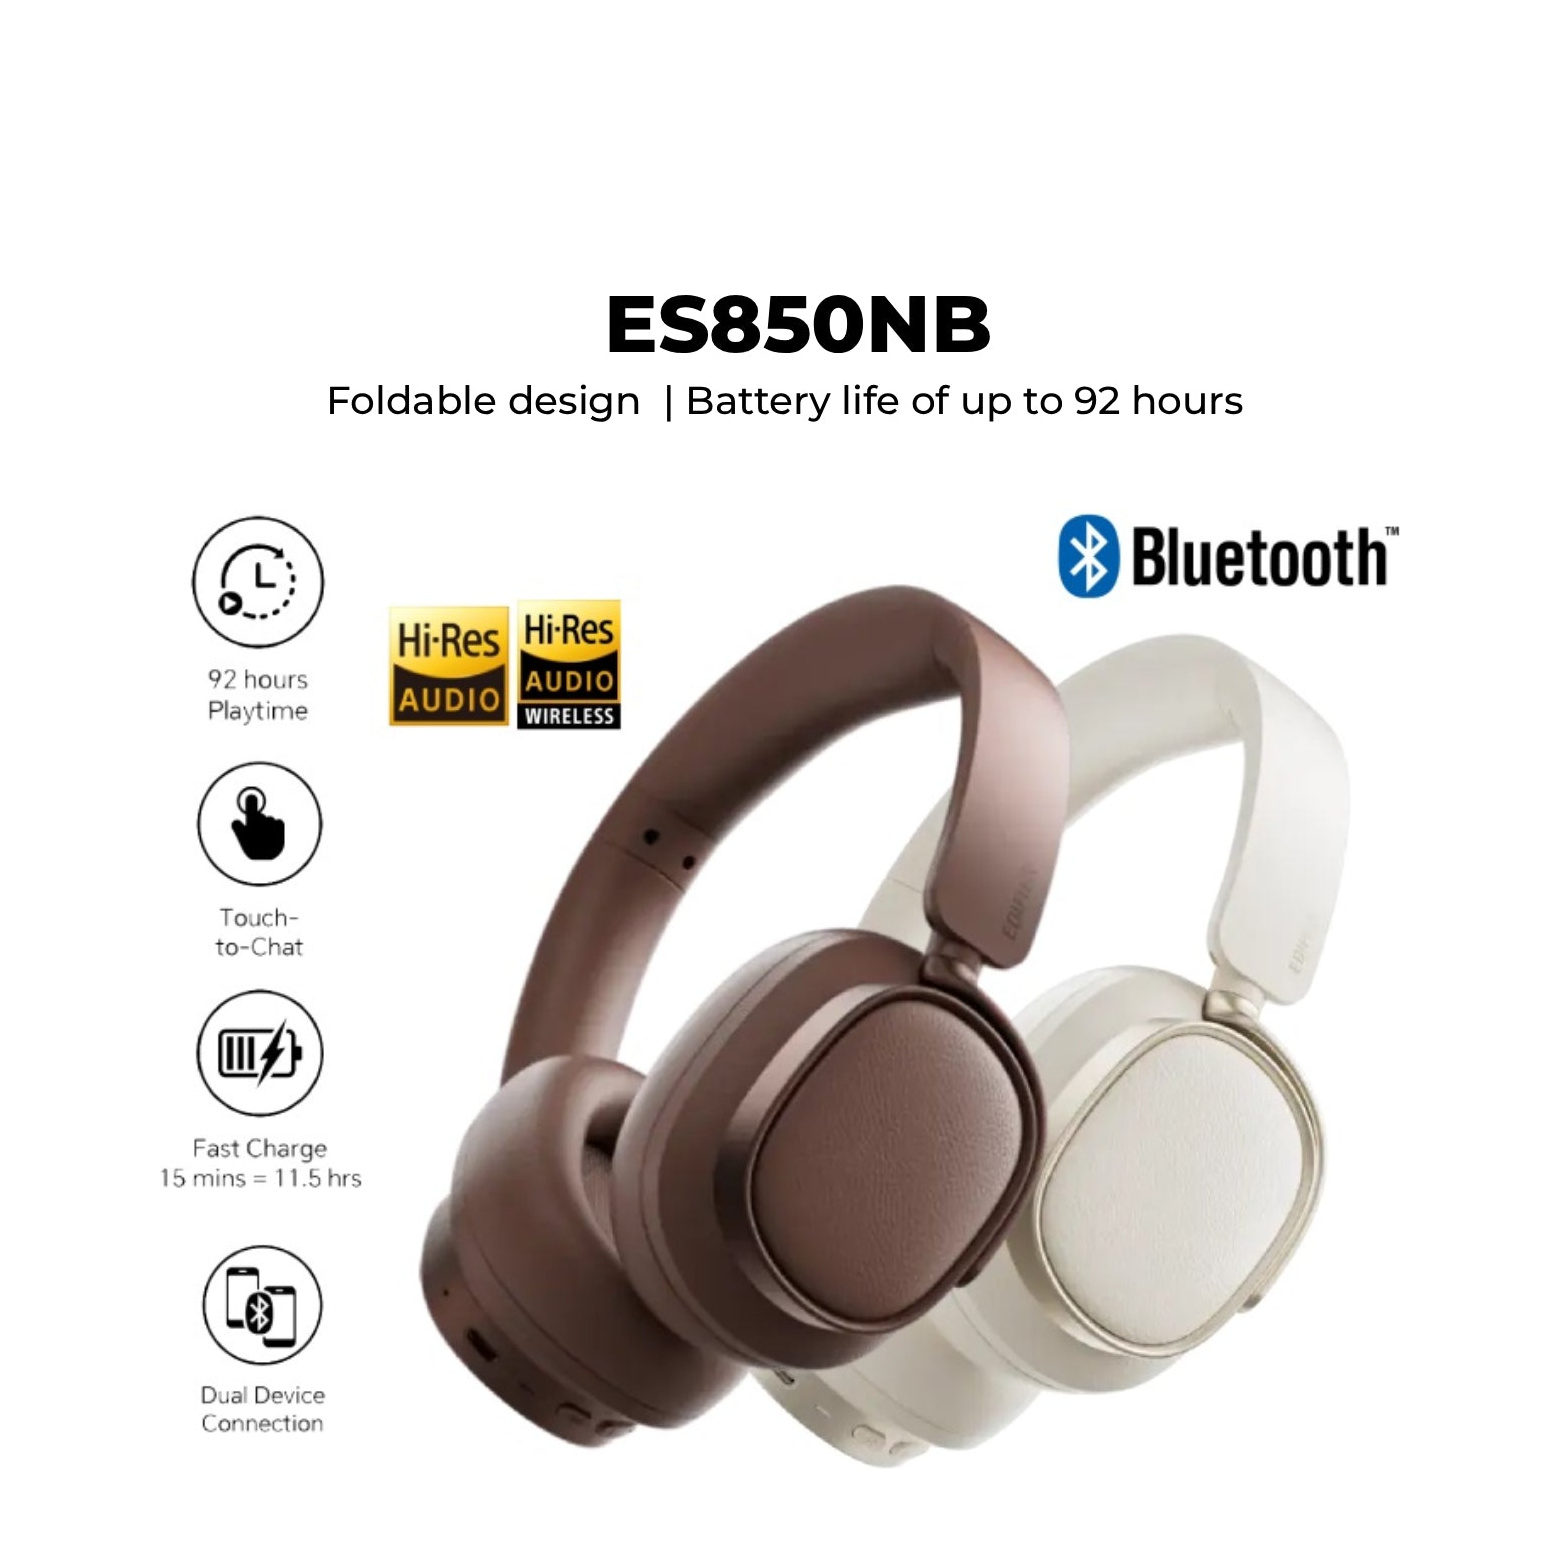 ES850NB
Foldable design | Battery life of up to 92 hours
Bluetooth™
92 hours
Playtime
Hi-Res
AUDIO
Hi-Res
AUDIO
WIRELESS
Touch-
to-Chat
EDIFIER
Fast Charge
15 mins = 11.5 hrs
Dual Device
Connection